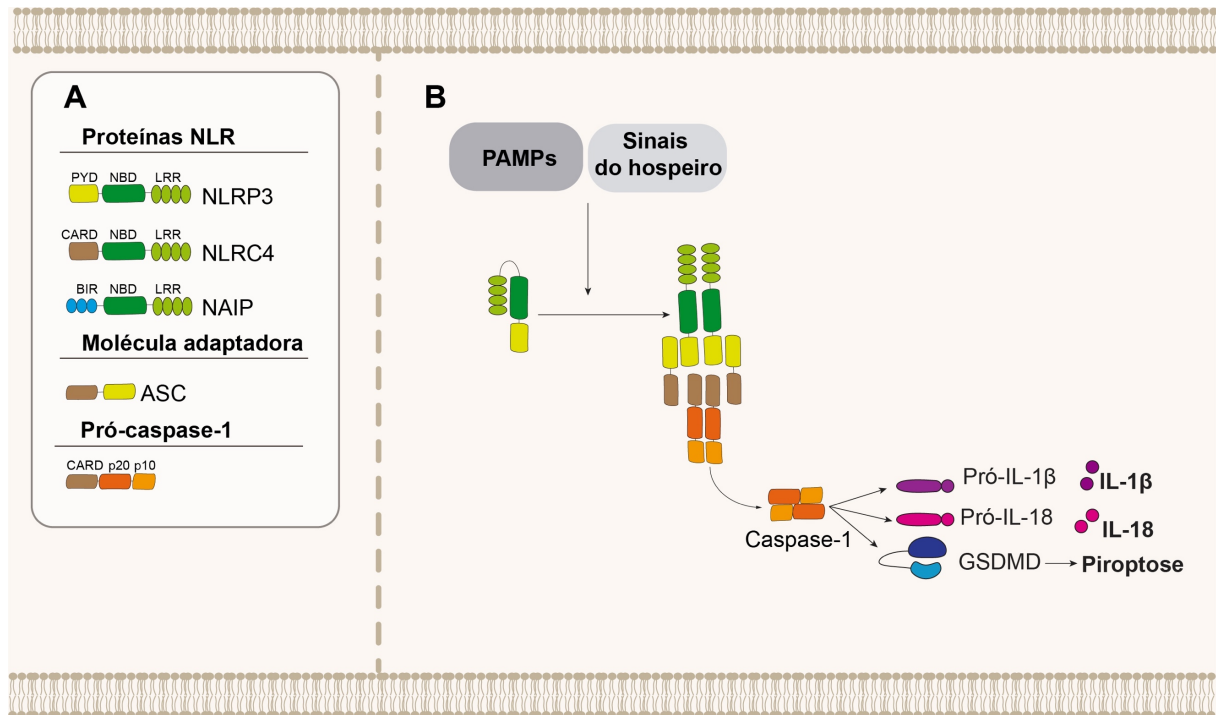 A
Proteínas NLR
PYD NBD LRR
NLRP3
CARD NBD LRR
NLRC4
BIR NBD LRR
NAIP
Molécula adaptadora
ASC
Pró-caspase-1
CARD p20 p10
B
PAMPs
Sinais
do hospeiro
Caspase-1
Pró-IL-1β
IL-1β
Pró-IL-18
IL-18
GSDMD
Piroptose